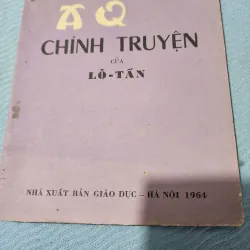 A Q
CHÍNH TRUYỆN
CỦA
LỖ-TẤN
NHÀ XUẤT BẢN GIÁO DỤC - HÀ NỘI 1964